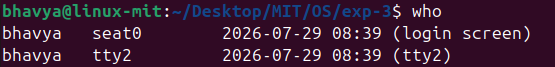 bhavya@linux-mit:~/Desktop/MIT/OS/exp-3$ who
bhavya   seat0        2026-07-29 08:39 (login screen)
bhavya   tty2         2026-07-29 08:39 (tty2)